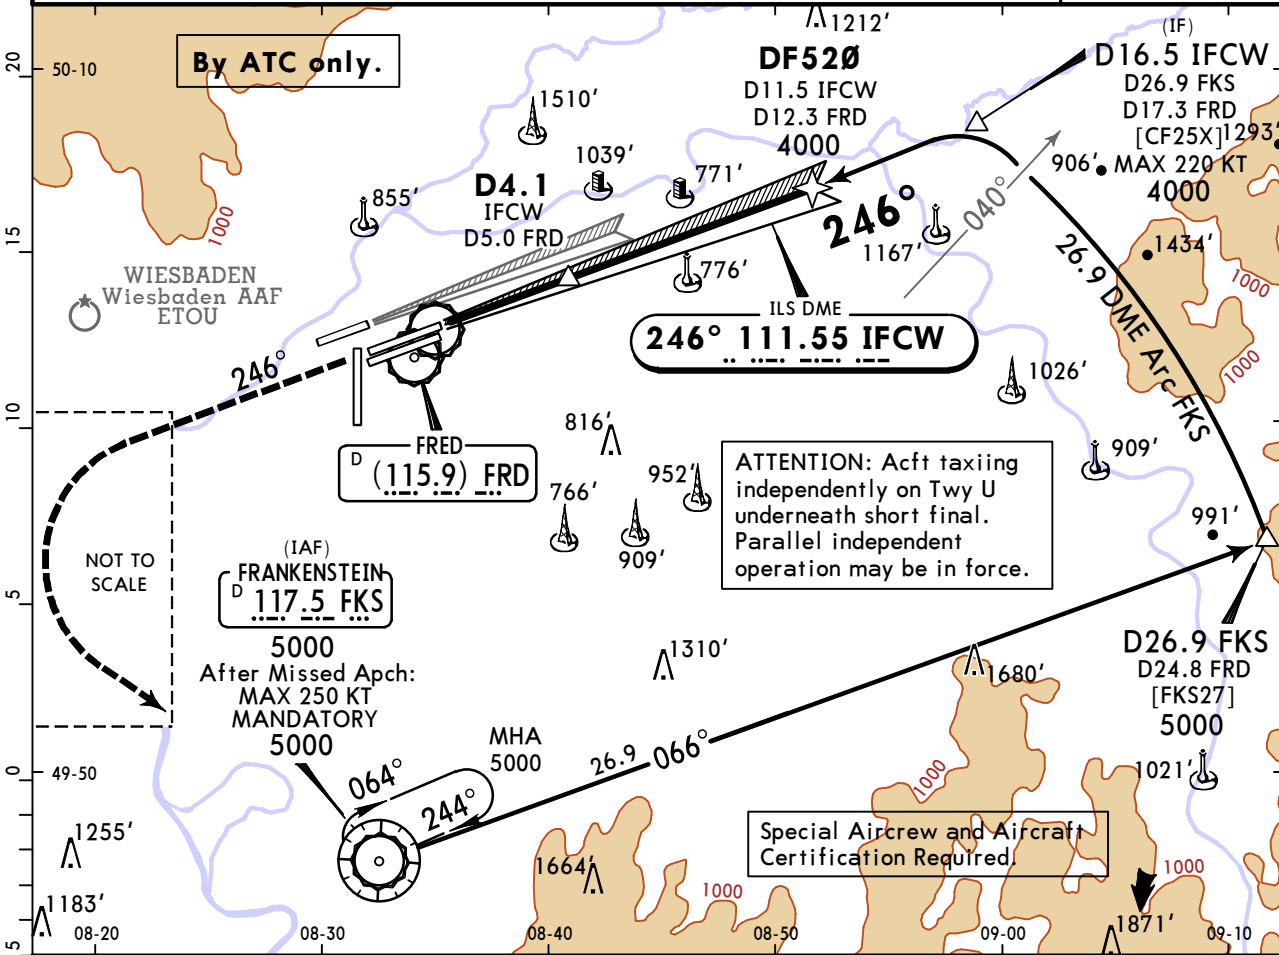 1212'
(IF)
D16.5 IFCW
D26.9 FKS
D17.3 FRD
[CF25X]
MAX 220 KT
4000
1293'
906'
By ATC only.
DF520
D11.5 IFCW
D12.3 FRD
4000
20
50-10
1510'
1039'
771'
855'
D4.1
IFCW
D5.0 FRD
1000
246°
1167'
040°
1434'
1000
15
776'
WIESBADEN
Wiesbaden AAF
ETOU
ILS DME
246° 111.55 IFCW
26.9 DME Arc FKS
1000
246°
1026'
10
816'
FRED
D (115.9) FRD
952'
766'
909'
ATTENTION: Acft taxiing
independently on Twy U
underneath short final.
Parallel independent
operation may be in force.
909'
991'
NOT TO
SCALE
(IAF)
FRANKENSTEIN
D 117.5 FKS
5000
After Missed Apch:
MAX 250 KT
MANDATORY
5000
5
1310'
1680'
D26.9 FKS
D24.8 FRD
[FKS27]
5000
MHA
5000
26.9
066°
064°
244°
0
49-50
1000
1021'
Special Aircrew and Aircraft
Certification Required.
1255'
1664'
1000
1000
1183'
1871'
5
08-20
08-30
08-40
08-50
09-00
09-10